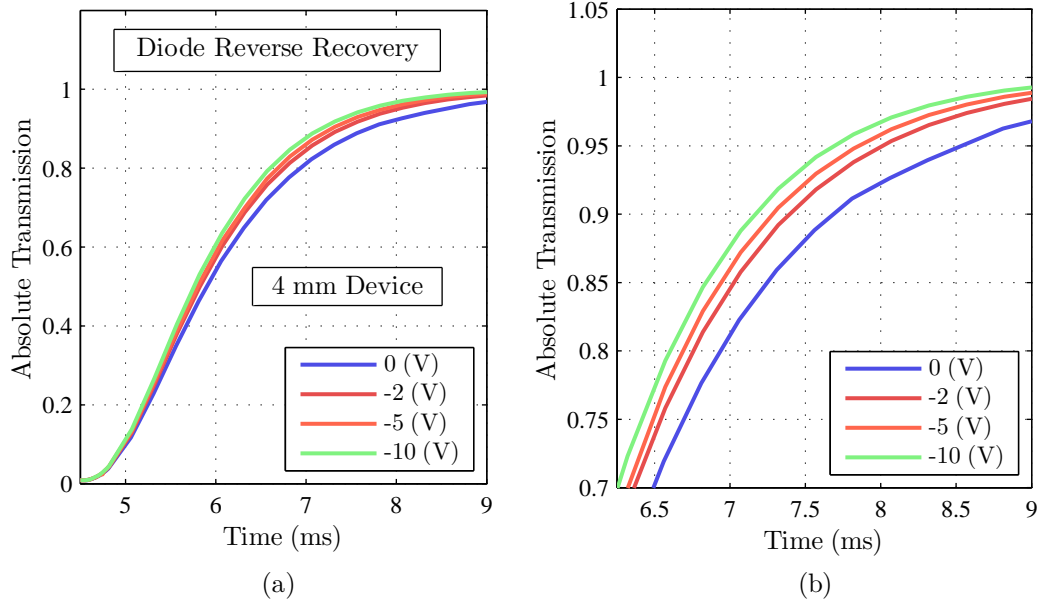 Diode Reverse Recovery
4 mm Device
Absolute Transmission
1
0.8
0.6
0.4
0.2
0
0 (V)
-2 (V)
-5 (V)
-10 (V)
5
6
7
8
9
Time (ms)
(a)
Absolute Transmission
1.05
1
0.95
0.9
0.85
0.8
0.75
0.7
0 (V)
-2 (V)
-5 (V)
-10 (V)
6.5
7
7.5
8
8.5
9
Time (ms)
(b)